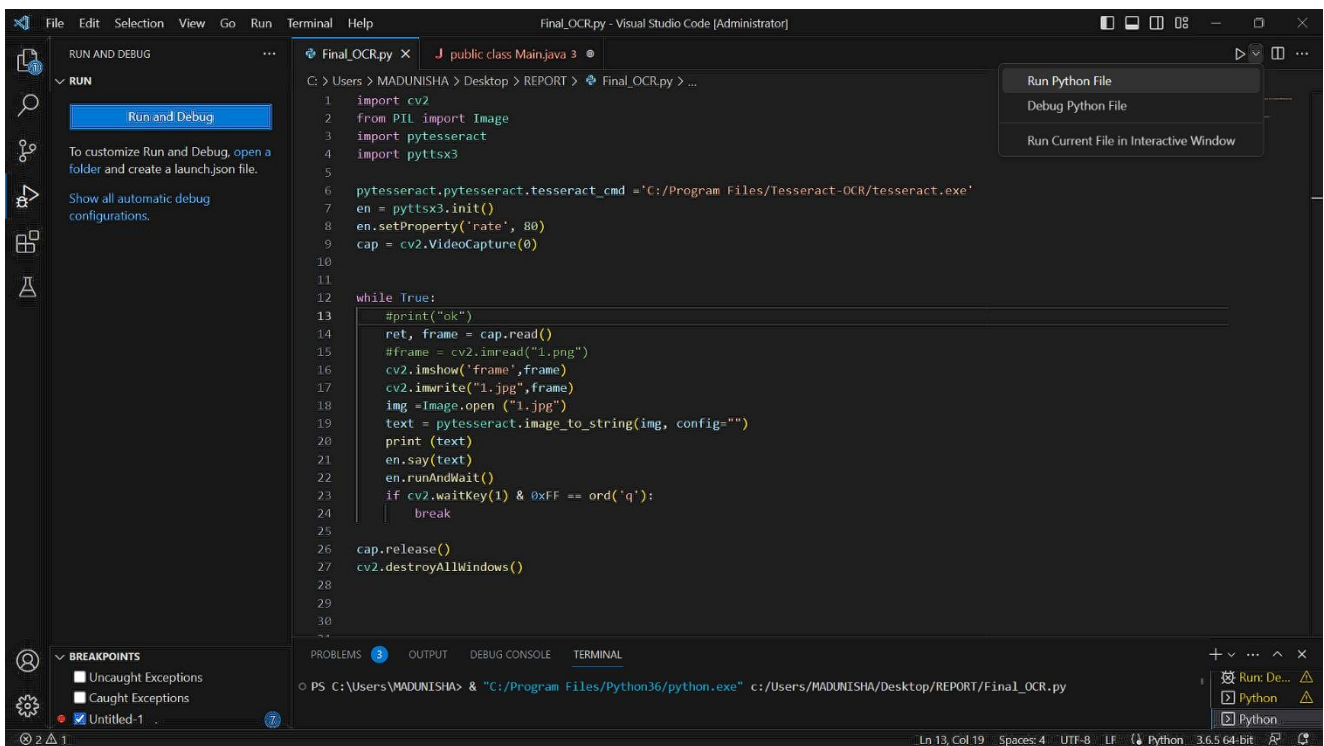 File Edit Selection View Go Run Terminal Help Final_OCR.py - Visual Studio Code [Administrator]
RUN AND DEBUG ...
RUN
Run and Debug
To customize Run and Debug, open a
folder and create a launch.json file.
Show all automatic debug
configurations.
Final_OCR.py J public class Main.java 3
C: > Users > MADUNISHA > Desktop > REPORT > Final_OCR.py > ...
Run Python File
Debug Python File
Run Current File in Interactive Window
1 import cv2
2 from PIL import Image
3 import pytesseract
4 import pyttsx3
5
6 pytesseract.pytesseract.tesseract_cmd ='C:/Program Files/Tesseract-OCR/tesseract.exe'
7 en = pyttsx3.init()
8 en.setProperty('rate', 80)
9 cap = cv2.VideoCapture(0)
10
11
12 while True:
13 #print("ok")
14 ret, frame = cap.read()
15 #frame = cv2.imread("1.png")
16 cv2.imshow('frame',frame)
17 cv2.imwrite("1.jpg",frame)
18 img =Image.open ("1.jpg")
19 text = pytesseract.image_to_string(img, config="")
20 print (text)
21 en.say(text)
22 en.runAndWait()
23 if cv2.waitKey(1) & 0xFF == ord('q'):
24 break
25
26 cap.release()
27 cv2.destroyAllWindows()
28
29
30
BREAKPOINTS
Uncaught Exceptions
Caught Exceptions
Untitled-1 . 7
PROBLEMS 3 OUTPUT DEBUG CONSOLE TERMINAL
PS C:\Users\MADUNISHA> & "C:/Program Files/Python36/python.exe" c:/Users/MADUNISHA/Desktop/REPORT/Final_OCR.py
Run: De...
Python
Python
2 1 Ln 13, Col 19 Spaces: 4 UTF-8 LF Python 3.6.5 64-bit